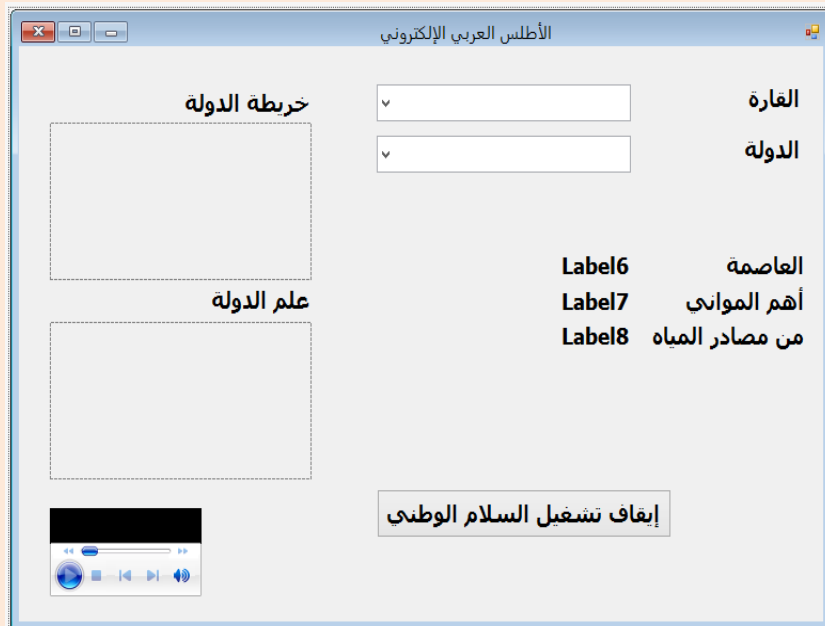 الأطلس العربي الإلكتروني
القارة
الدولة
خريطة الدولة
العاصمة Label6
أهم المواني Label7
من مصادر المياه Label8
علم الدولة
إيقاف تشغيل السلام الوطني